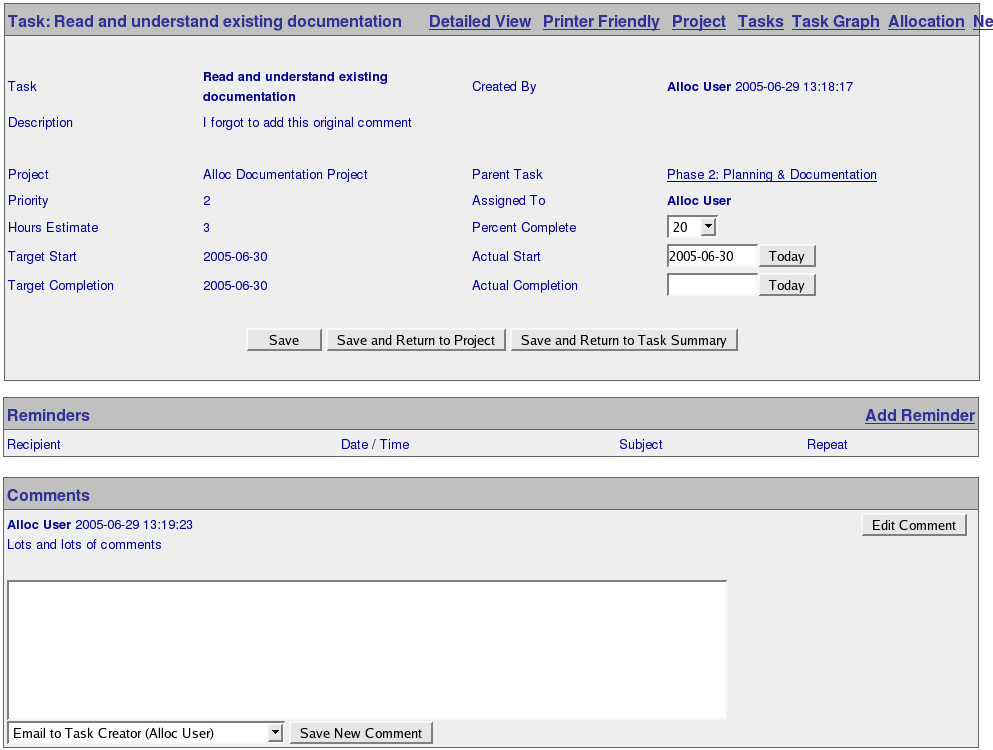 Task: Read and understand existing documentation Detailed View Printer Friendly Project Tasks Task Graph Allocation Ne
Task Read and understand existing documentation Created By Alloc User 2005-06-29 13:18:17
Description I forgot to add this original comment
Project Alloc Documentation Project Parent Task Phase 2: Planning & Documentation
Priority 2 Assigned To Alloc User
Hours Estimate 3 Percent Complete 20
Target Start 2005-06-30 Actual Start 2005-06-30 Today
Target Completion 2005-06-30 Actual Completion Today
Save Save and Return to Project Save and Return to Task Summary
Reminders Add Reminder
Recipient Date / Time Subject Repeat
Comments
Alloc User 2005-06-29 13:19:23 Edit Comment
Lots and lots of comments
Email to Task Creator (Alloc User) Save New Comment